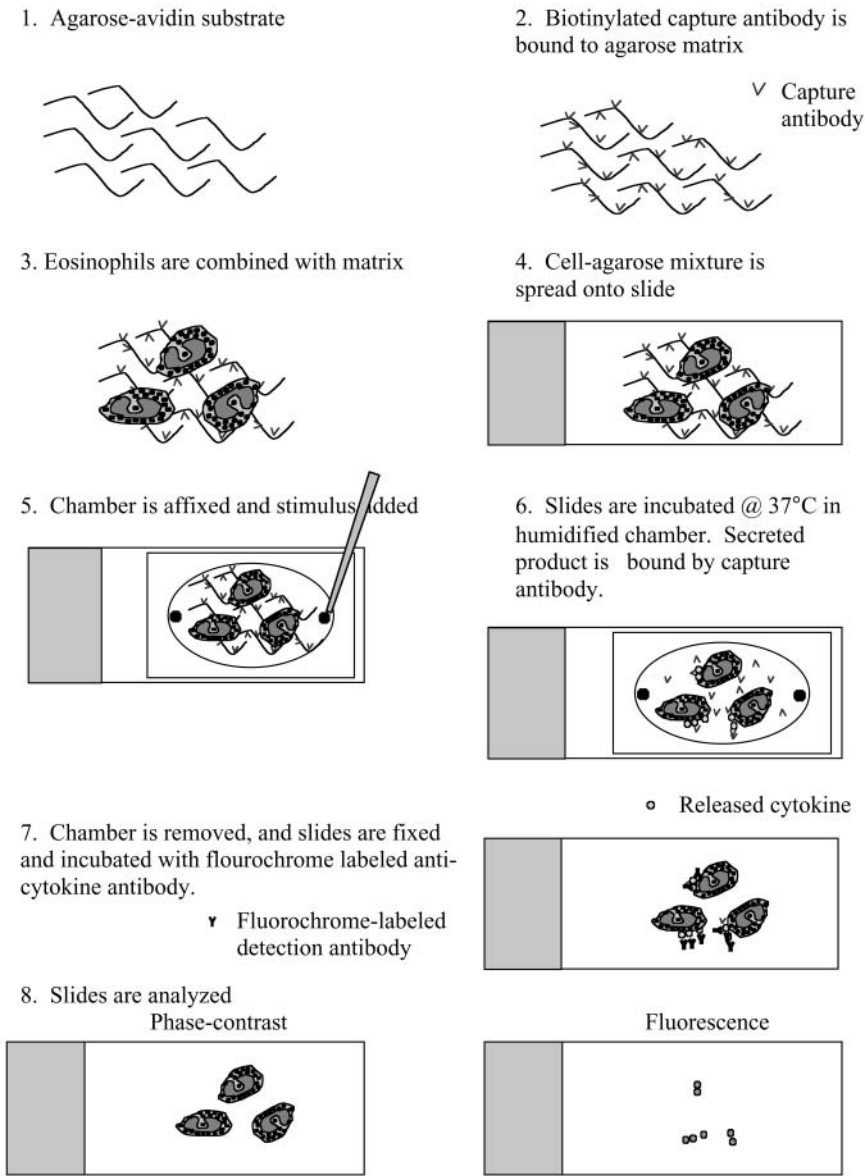 1. Agarose-avidin substrate
2. Biotinylated capture antibody is
bound to agarose matrix
Capture
antibody
3. Eosinophils are combined with matrix
4. Cell-agarose mixture is
spread onto slide
5. Chamber is affixed and stimulus added
6. Slides are incubated @ 37°C in
humidified chamber. Secreted
product is bound by capture
antibody.
Released cytokine
7. Chamber is removed, and slides are fixed
and incubated with flourochrome labeled anti-
cytokine antibody.
Fluorochrome-labeled
detection antibody
8. Slides are analyzed
Phase-contrast
Fluorescence